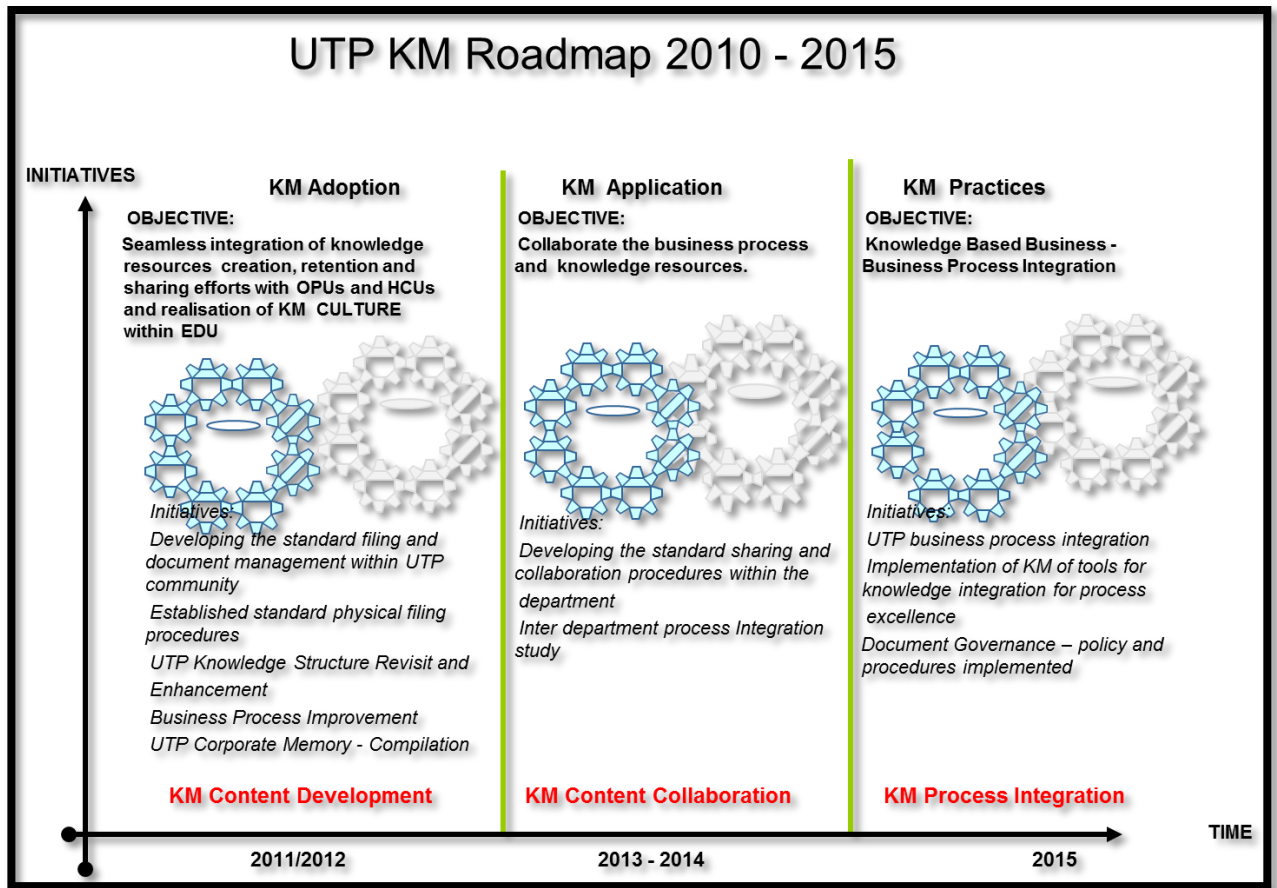 UTP KM Roadmap 2010 - 2015
INITIATIVES
KM Adoption
OBJECTIVE:
Seamless integration of knowledge
resources creation, retention and
sharing efforts with OPUs and HCUs
and realisation of KM CULTURE
within EDU
Initiatives:
Developing the standard filing and
document management within UTP
community
Established standard physical filing
procedures
UTP Knowledge Structure Revisit and
Enhancement
Business Process Improvement
UTP Corporate Memory - Compilation
KM Content Development
2011/2012
KM Application
OBJECTIVE:
Collaborate the business process
and knowledge resources.
Initiatives:
Developing the standard sharing and
collaboration procedures within the
department
Inter department process Integration
study
KM Content Collaboration
2013 - 2014
KM Practices
OBJECTIVE:
Knowledge Based Business -
Business Process Integration
Initiatives:
UTP business process integration
Implementation of KM of tools for
knowledge integration for process
excellence
Document Governance – policy and
procedures implemented
KM Process Integration
2015
TIME